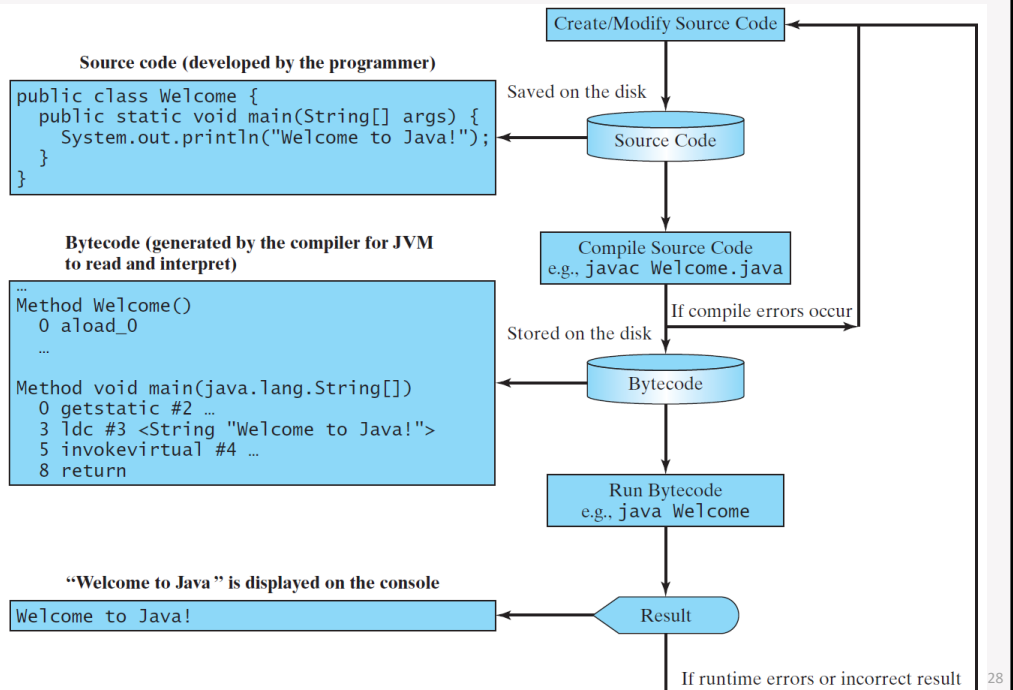 Create/Modify Source Code
Source code (developed by the programmer)
public class Welcome {
  public static void main(String[] args) {
    System.out.println("Welcome to Java!");
  }
}
Saved on the disk
Source Code
Bytecode (generated by the compiler for JVM
to read and interpret)
…
Method Welcome()
  0 aload_0
  …
Method void main(java.lang.String[])
  0 getstatic #2 …
  3 ldc #3 <String "Welcome to Java!">
  5 invokevirtual #4 …
  8 return
Compile Source Code
e.g., javac Welcome.java
If compile errors occur
Stored on the disk
Bytecode
Run Bytecode
e.g., java Welcome
“Welcome to Java” is displayed on the console
Welcome to Java!
Result
If runtime errors or incorrect result
28